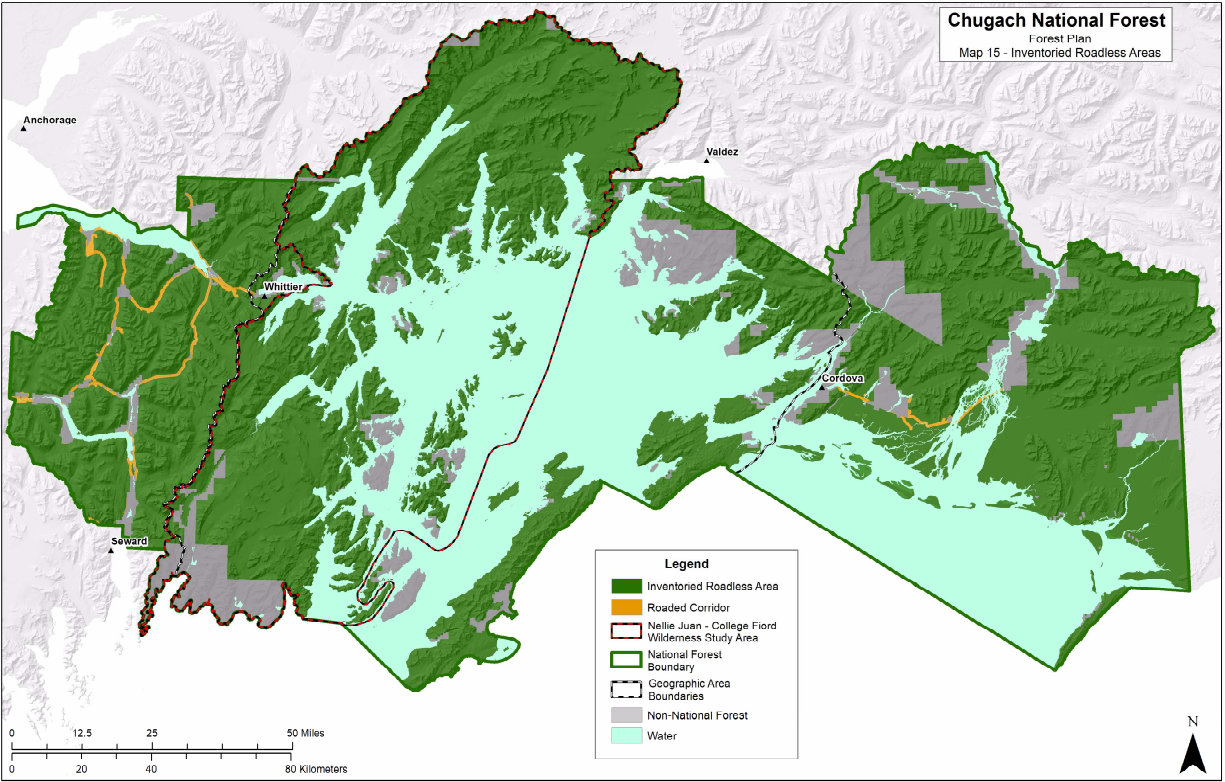 Chugach National Forest
Forest Plan
Map 15 - Inventoried Roadless Areas
Anchorage
Valdez
Whittier
Cordova
Seward
Legend
Inventoried Roadless Area
Roaded Corridor
Nellie Juan - College Fiord
Wilderness Study Area
National Forest
Boundary
Geographic Area
Boundaries
Non-National Forest
Water
0 12.5 25 50 Miles
0 20 40 80 Kilometers
N